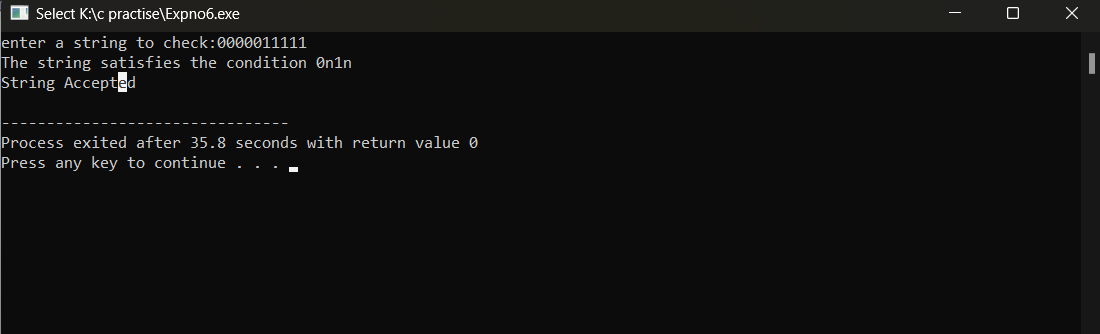 Select K:\c practise\Expno6.exe
enter a string to check:0000011111
The string satisfies the condition 0n1n
String Accepted
--------------------------------
Process exited after 35.8 seconds with return value 0
Press any key to continue . . .